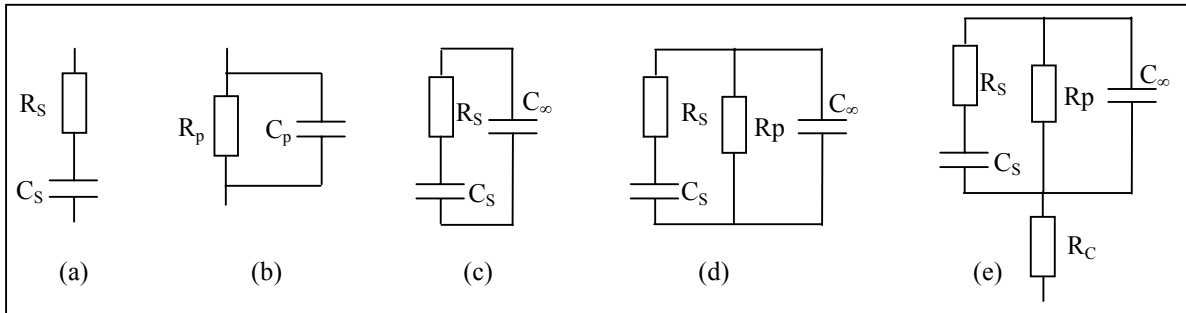 R_S
C_S
(a)
R_p
C_p
(b)
R_S
C_∞
C_S
(c)
R_S
Rp
C_∞
C_S
(d)
R_S
Rp
C_∞
C_S
R_C
(e)